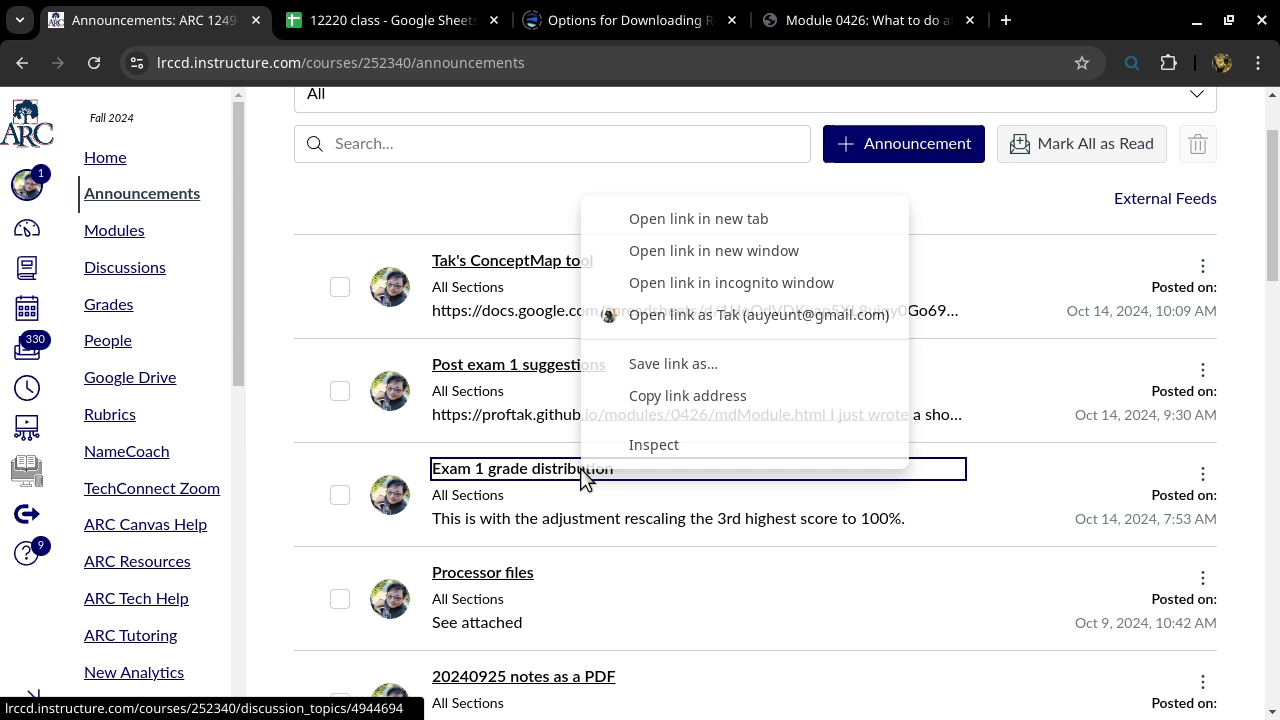 Announcements: ARC 1249
12220 class - Google Sheets
Options for Downloading R
Module 0426: What to do a
lrccd.instructure.com/courses/252340/announcements
ARC
1
330
9
Fall 2024
Home
Announcements
Modules
Discussions
Grades
People
Google Drive
Rubrics
NameCoach
TechConnect Zoom
ARC Canvas Help
ARC Resources
ARC Tech Help
ARC Tutoring
New Analytics
All
Search...
Announcement
Mark All as Read
External Feeds
Open link in new tab
Open link in new window
Open link in incognito window
Open link as Tak (auyeunt@gmail.com)
Save link as...
Copy link address
Inspect
Tak's ConceptMap tool
All Sections
Posted on:
https://docs.google.com
Go69...
Oct 14, 2024, 10:09 AM
Post exam 1 suggestions
All Sections
Posted on:
https://proftak.github.io/modules/0426/mdModule.html I just wrote a sho...
Oct 14, 2024, 9:30 AM
Exam 1 grade distribution
All Sections
Posted on:
This is with the adjustment rescaling the 3rd highest score to 100%.
Oct 14, 2024, 7:53 AM
Processor files
All Sections
Posted on:
See attached
Oct 9, 2024, 10:42 AM
20240925 notes as a PDF
All Sections
Posted on:
lrccd.instructure.com/courses/252340/discussion_topics/4944694